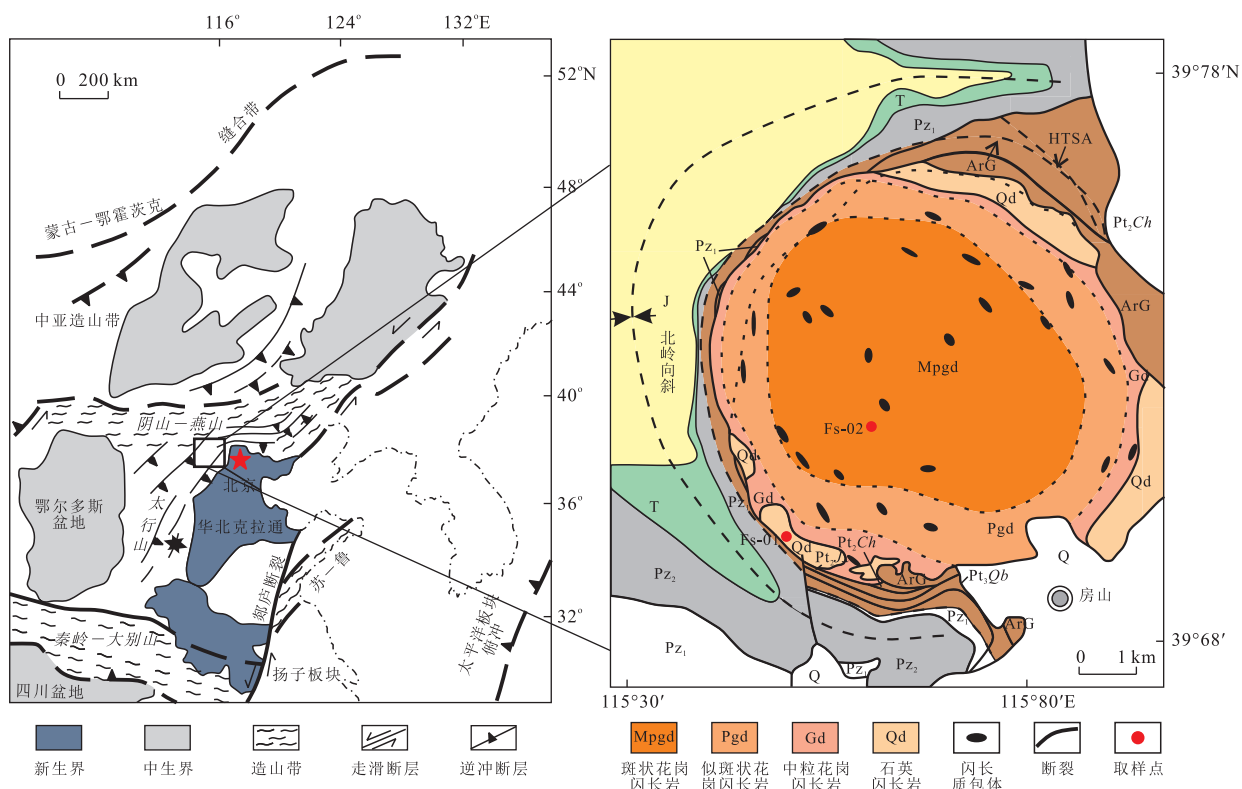 116°
124°
132°E
0 200 km
52°N
缝合带
48°
蒙古－鄂霍茨克
44°
中亚造山带
40°
阴山－燕山
北京
鄂尔多斯
盆地
太行山
36°
华北克拉通
郯庐断裂
苏－鲁
32°
秦岭－大别山
扬子板块
太平洋板块
俯冲
四川盆地
新生界
中生界
造山带
走滑断层
逆冲断层
39°78′N
T
Pz₁
HTSA
ArG
Qd
Pt₂Ch
Pz₁
J
北岭向斜
ArG
Mpgd
Gd
Fs-02
Qd
Qd
T
Pz₁
Gd
Pgd
Fs-01
Qd
Pt₂Ch
Q
Pz₂
ArG
Pt₃Qb
房山
Pz₁
ArG
39°68′
Pz₁
Pz₁
Pz₂
Q
0 1 km
115°30′
115°80′E
Mpgd
Pgd
Gd
Qd
斑状花岗
闪长岩
似斑状花
岗闪长岩
中粒花岗
闪长岩
石英
闪长岩
闪长
质包体
断裂
取样点